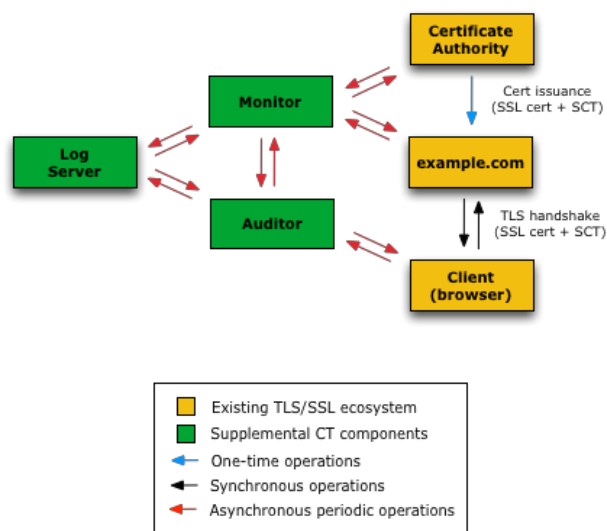 Certificate
Authority
Monitor
Cert issuance
(SSL cert + SCT)
Log
Server
example.com
Auditor
TLS handshake
(SSL cert + SCT)
Client
(browser)
Existing TLS/SSL ecosystem
Supplemental CT components
One-time operations
Synchronous operations
Asynchronous periodic operations